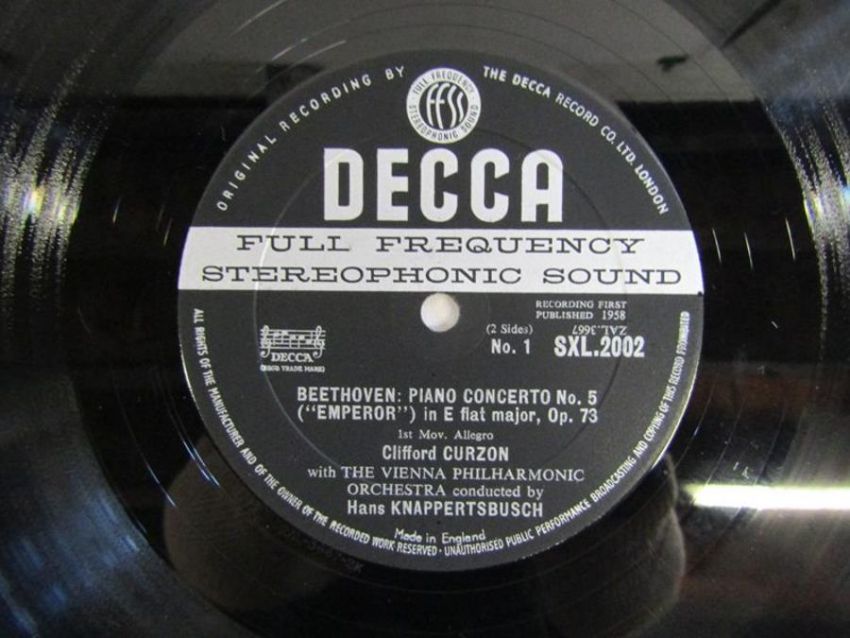 ORIGINAL RECORDING BY THE DECCA RECORD CO. LTD. LONDON
FULL FREQUENCY
FFSS
STEREOPHONIC SOUND
DECCA
FULL FREQUENCY
STEREOPHONIC SOUND
RECORDING FIRST
PUBLISHED 1958
DECCA
(REGD TRADE MARK)
(2 Sides) ZAL.3667
No. 1 SXL.2002
BEETHOVEN: PIANO CONCERTO No. 5
("EMPEROR") in E flat major, Op. 73
1st Mov. Allegro
Clifford CURZON
with THE VIENNA PHILHARMONIC
ORCHESTRA conducted by
Hans KNAPPERTSBUSCH
Made in England
ALL RIGHTS OF THE MANUFACTURER AND OF THE OWNER OF THE RECORDED WORK RESERVED · UNAUTHORISED PUBLIC PERFORMANCE BROADCASTING AND COPYING OF THIS RECORD PROHIBITED